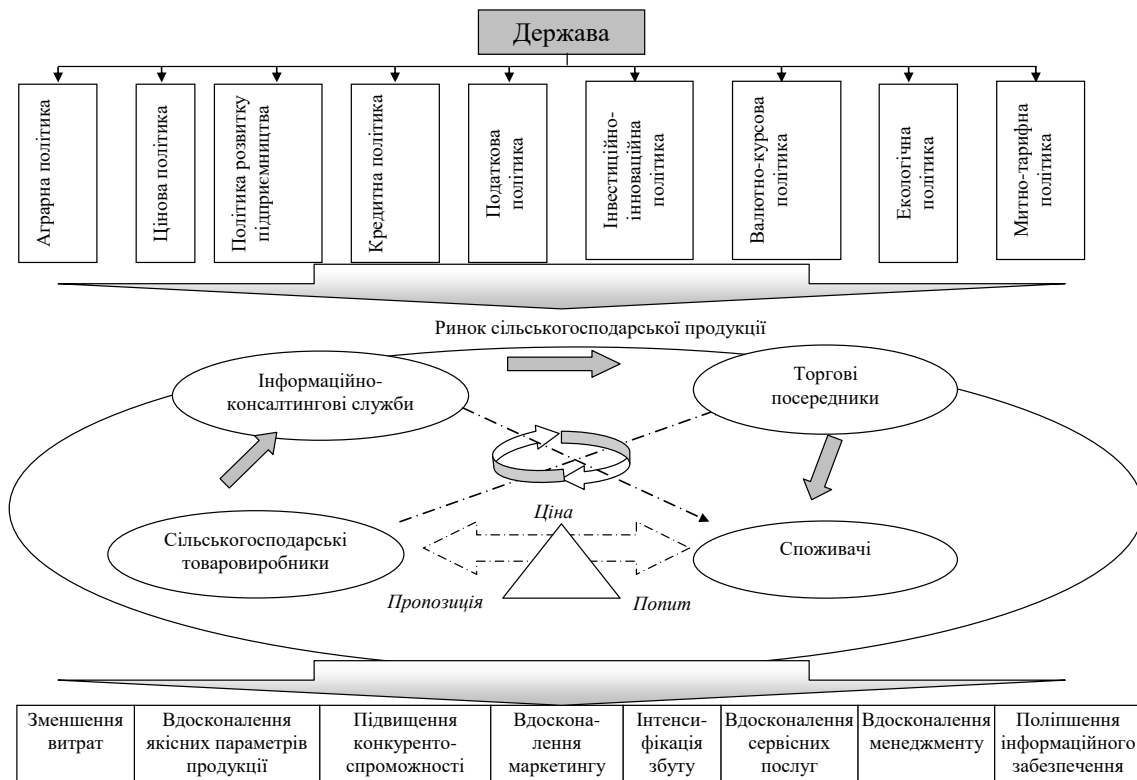 Держава
Аграрна політика
Цінова політика
Політика розвитку
підприємництва
Кредитна політика
Податкова
політика
Інвестиційно-
інноваційна
політика
Валютно-курсова
політика
Екологічна
політика
Митно-тарифна
політика
Ринок сільськогосподарської продукції
Інформаційно-
консалтингові служби
Торгові
посередники
Ціна
Сільськогосподарські
товаровиробники
Споживачі
Пропозиція
Попит
Зменшення
витрат
Вдосконалення
якісних параметрів
продукції
Підвищення
конкуренто-
спроможності
Вдоскона-
лення
маркетингу
Інтенси-
фікація
збуту
Вдосконалення
сервісних
послуг
Вдосконалення
менеджменту
Поліпшення
інформаційного
забезпечення